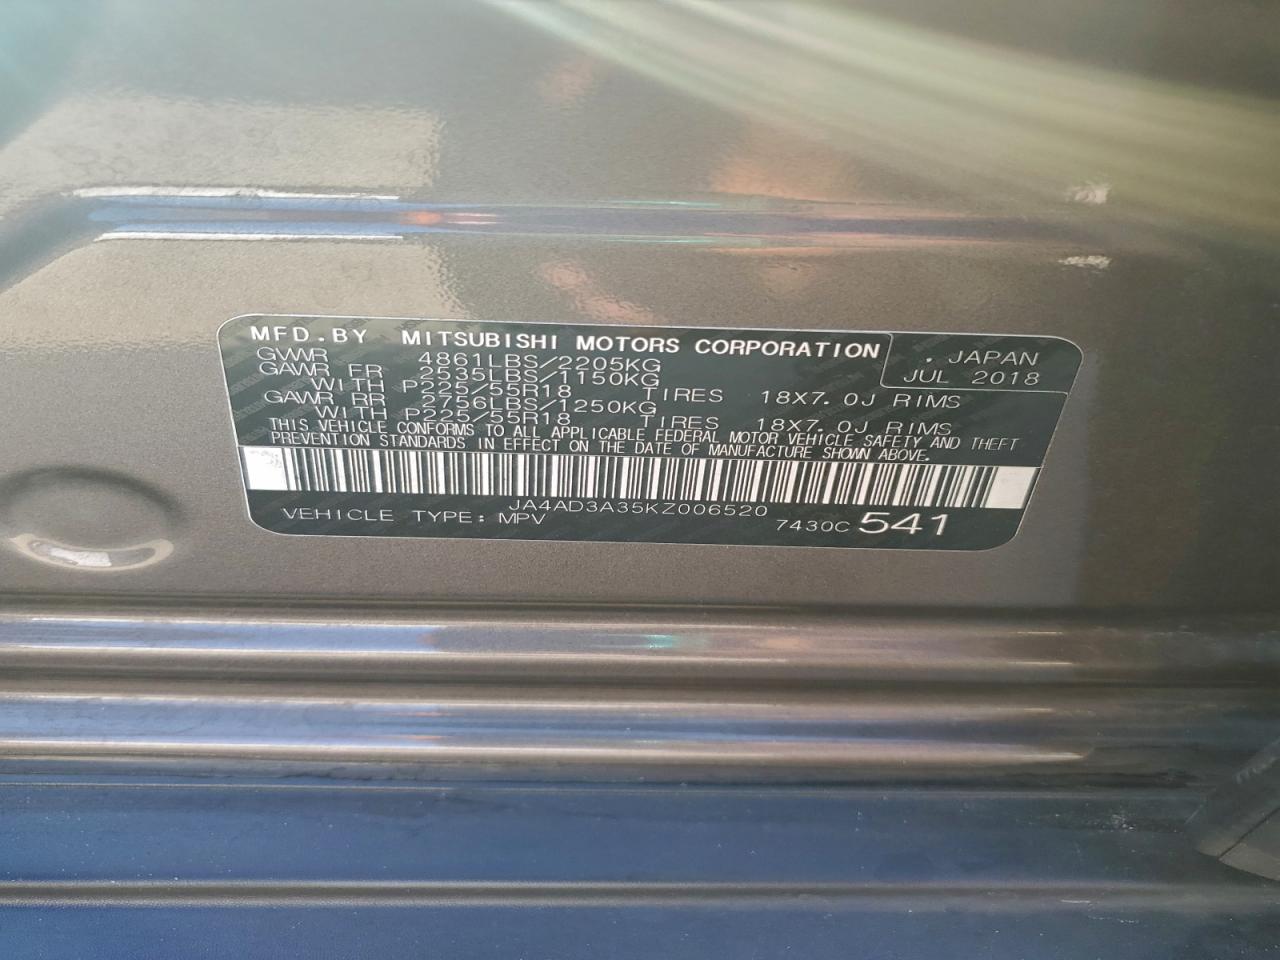 MFD.BY MITSUBISHI MOTORS CORPORATION
. JAPAN
JUL 2018
GVWR 4861LBS/2205KG
GAWR FR 2535LBS/1150KG
WITH P225/55R18 TIRES 18X7.0J RIMS
GAWR RR 2756LBS/1250KG
WITH P225/55R18 TIRES 18X7.0J RIMS
THIS VEHICLE CONFORMS TO ALL APPLICABLE FEDERAL MOTOR VEHICLE SAFETY AND THEFT
PREVENTION STANDARDS IN EFFECT ON THE DATE OF MANUFACTURE SHOWN ABOVE.
JA4AD3A35KZ006520
VEHICLE TYPE: MPV 7430C 541